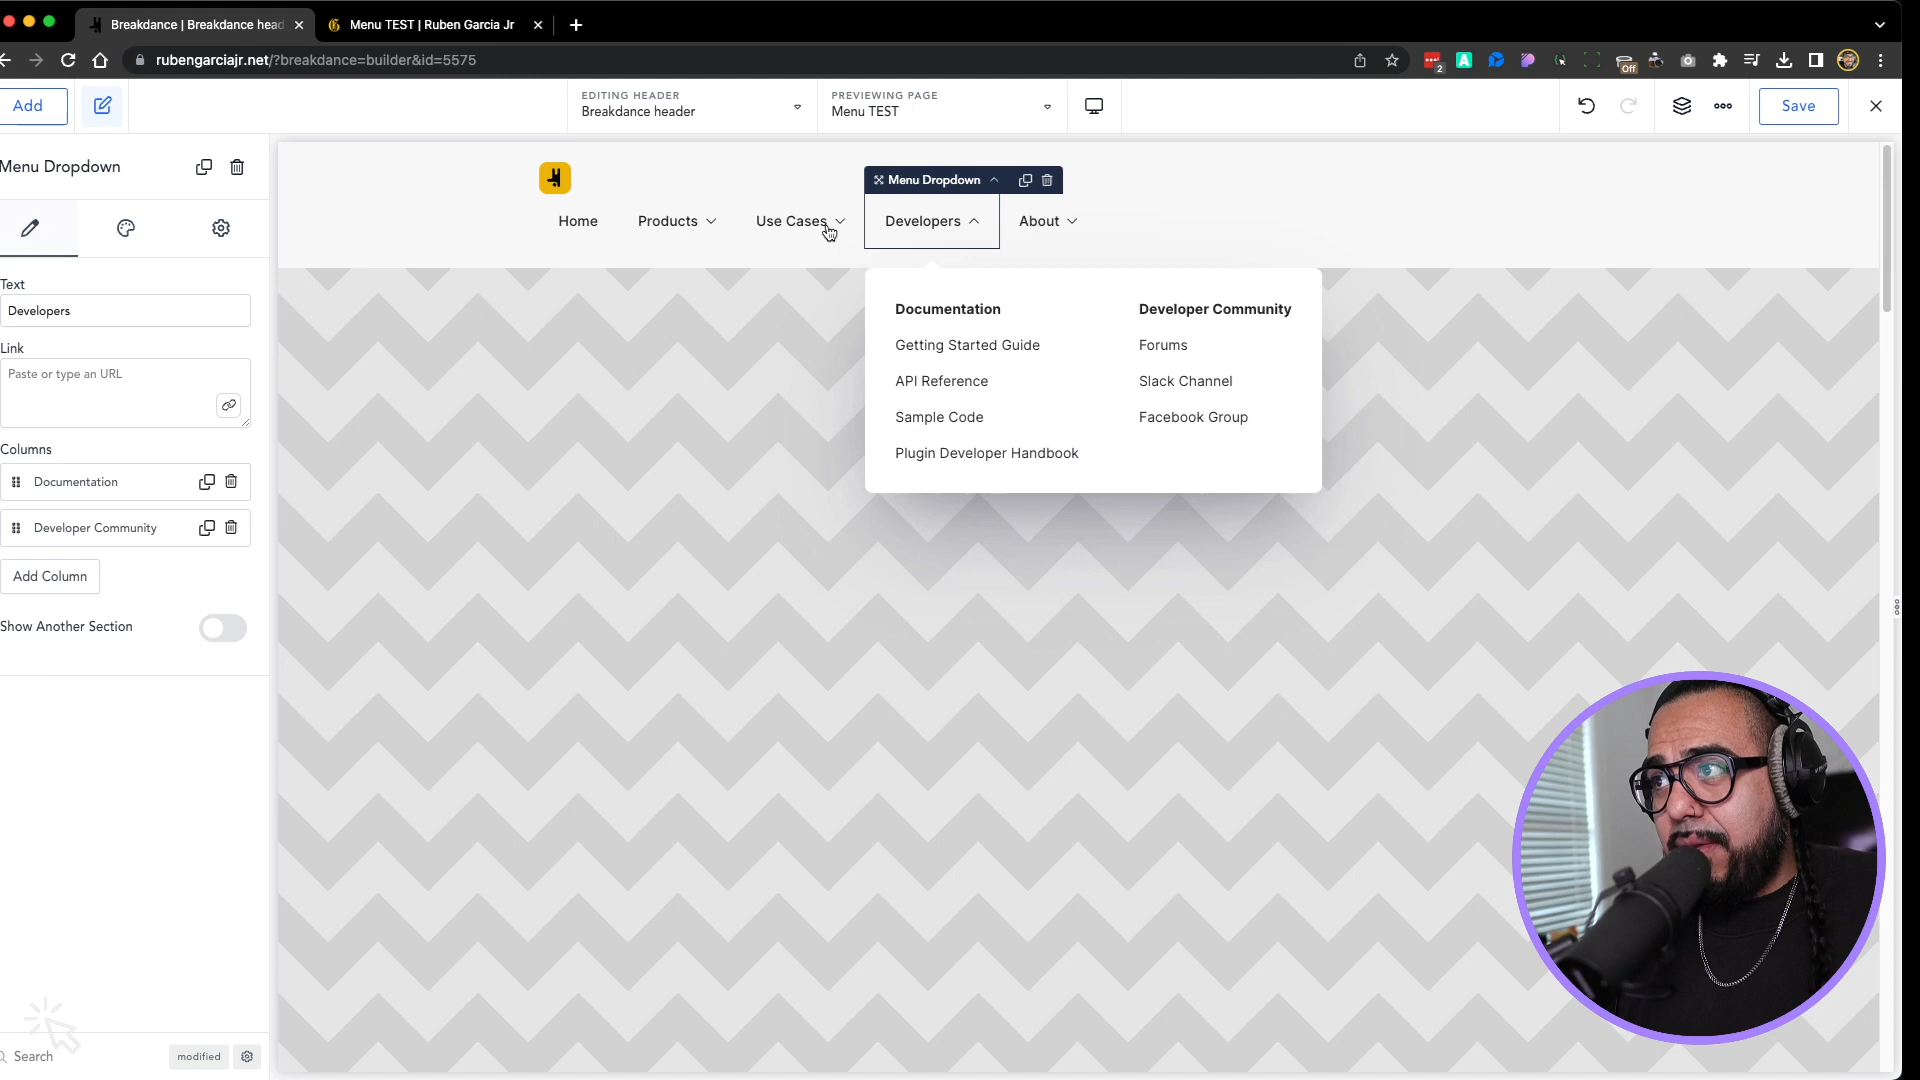 Breakdance | Breakdance head
Menu TEST | Ruben Garcia Jr
rubengarciajr.net/?breakdance=builder&id=5575
2
Off
Add
EDITING HEADER
Breakdance header
PREVIEWING PAGE
Menu TEST
Save
Menu Dropdown
Text
Developers
Link
Paste or type an URL
Columns
Documentation
Developer Community
Add Column
Show Another Section
Search
modified
Menu Dropdown
Home
Products
Use Cases
Developers
About
Documentation
Getting Started Guide
API Reference
Sample Code
Plugin Developer Handbook
Developer Community
Forums
Slack Channel
Facebook Group